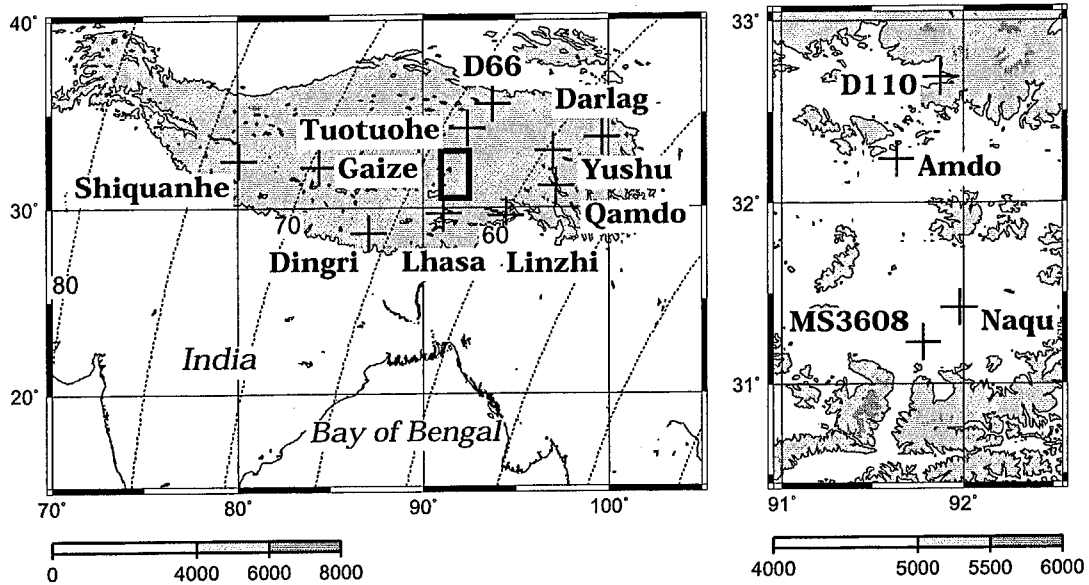 40°
D66
Darlag
Tuotuohe
Gaize
Yushu
Shiquanhe
Qamdo
30°
70
60
Dingri
Lhasa
Linzhi
80
India
20°
Bay of Bengal
70°
80°
90°
100°
0
4000
6000
8000
33°
D110
Amdo
32°
MS3608
Naqu
31°
91°
92°
4000
5000
5500
6000